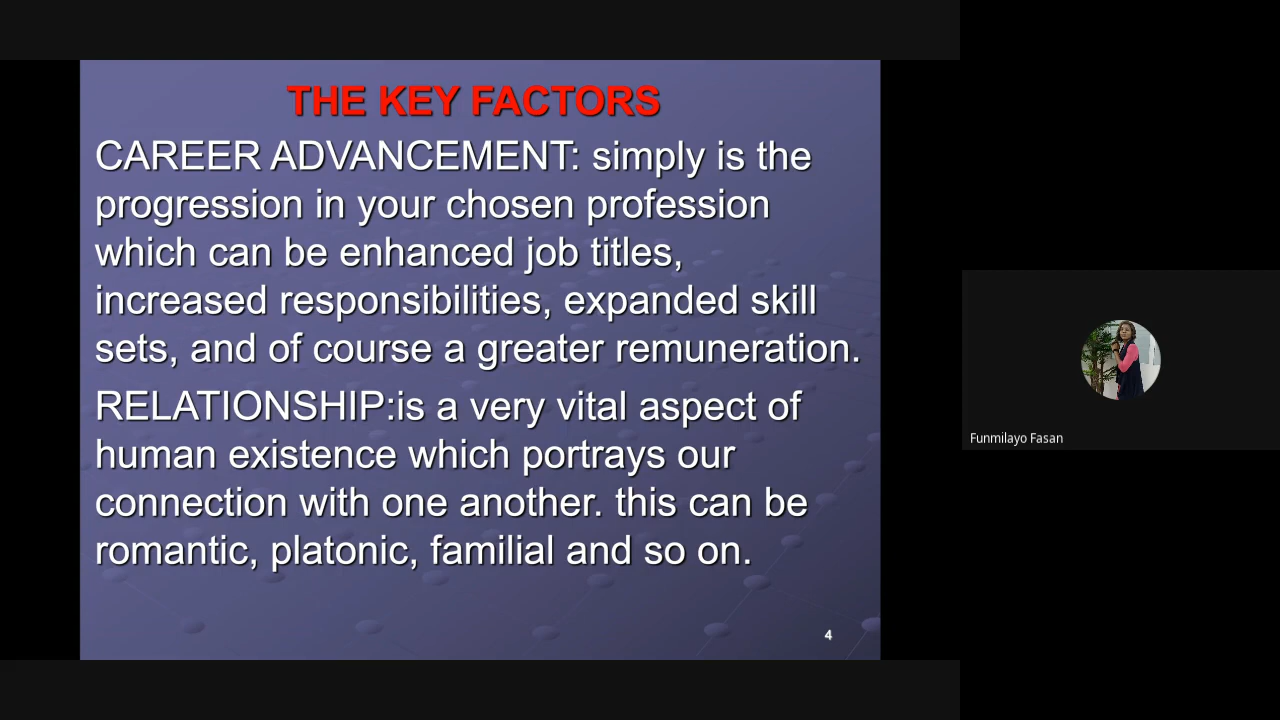 THE KEY FACTORS
CAREER ADVANCEMENT: simply is the
progression in your chosen profession
which can be enhanced job titles,
increased responsibilities, expanded skill
sets, and of course a greater remuneration.
RELATIONSHIP:is a very vital aspect of
human existence which portrays our
connection with one another. this can be
romantic, platonic, familial and so on.
4
Funmilayo Fasan